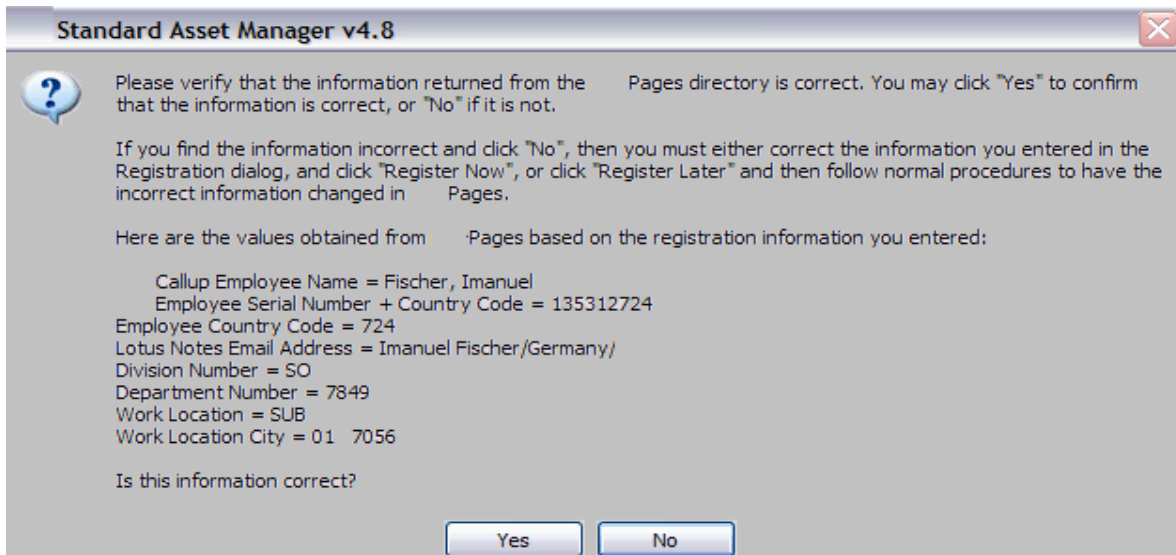 Standard Asset Manager v4.8
Please verify that the information returned from the Pages directory is correct. You may click "Yes" to confirm
that the information is correct, or "No" if it is not.
If you find the information incorrect and click "No", then you must either correct the information you entered in the
Registration dialog, and click "Register Now", or click "Register Later" and then follow normal procedures to have the
incorrect information changed in Pages.
Here are the values obtained from Pages based on the registration information you entered:
Callup Employee Name = Fischer, Imanuel
Employee Serial Number + Country Code = 135312724
Employee Country Code = 724
Lotus Notes Email Address = Imanuel Fischer/Germany/
Division Number = SO
Department Number = 7849
Work Location = SUB
Work Location City = 01 7056
Is this information correct?
Yes
No